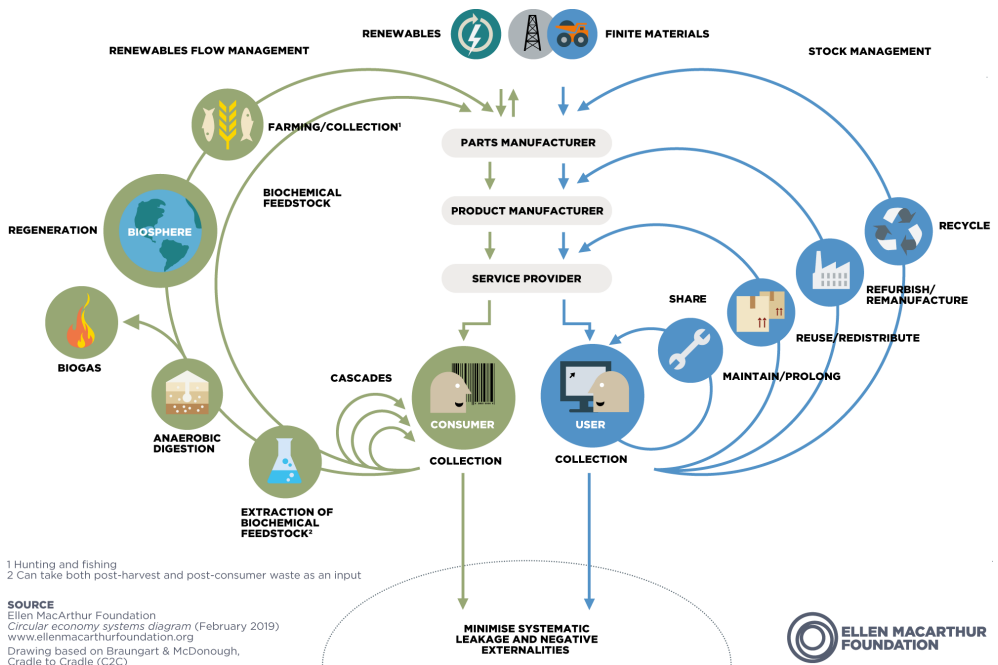 RENEWABLES
FINITE MATERIALS
RENEWABLES FLOW MANAGEMENT
STOCK MANAGEMENT
FARMING/COLLECTION¹
PARTS MANUFACTURER
BIOCHEMICAL
FEEDSTOCK
PRODUCT MANUFACTURER
REGENERATION
BIOSPHERE
RECYCLE
SERVICE PROVIDER
REFURBISH/
REMANUFACTURE
SHARE
REUSE/REDISTRIBUTE
BIOGAS
CASCADES
MAINTAIN/PROLONG
CONSUMER
USER
ANAEROBIC
DIGESTION
COLLECTION
COLLECTION
EXTRACTION OF
BIOCHEMICAL
FEEDSTOCK²
1 Hunting and fishing
2 Can take both post-harvest and post-consumer waste as an input
SOURCE
Ellen MacArthur Foundation
Circular economy systems diagram (February 2019)
www.ellenmacarthurfoundation.org
Drawing based on Braungart & McDonough,
Cradle to Cradle (C2C)
MINIMISE SYSTEMATIC
LEAKAGE AND NEGATIVE
EXTERNALITIES
ELLEN MACARTHUR
FOUNDATION